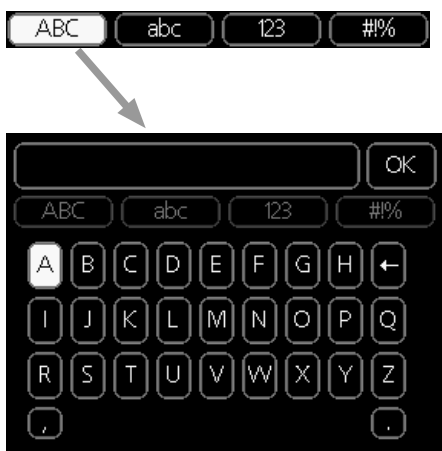 ABC abc 123 #!%
OK
ABC abc 123 #!%
A B C D E F G H ←
I J K L M N O P Q
R S T U V W X Y Z
, .